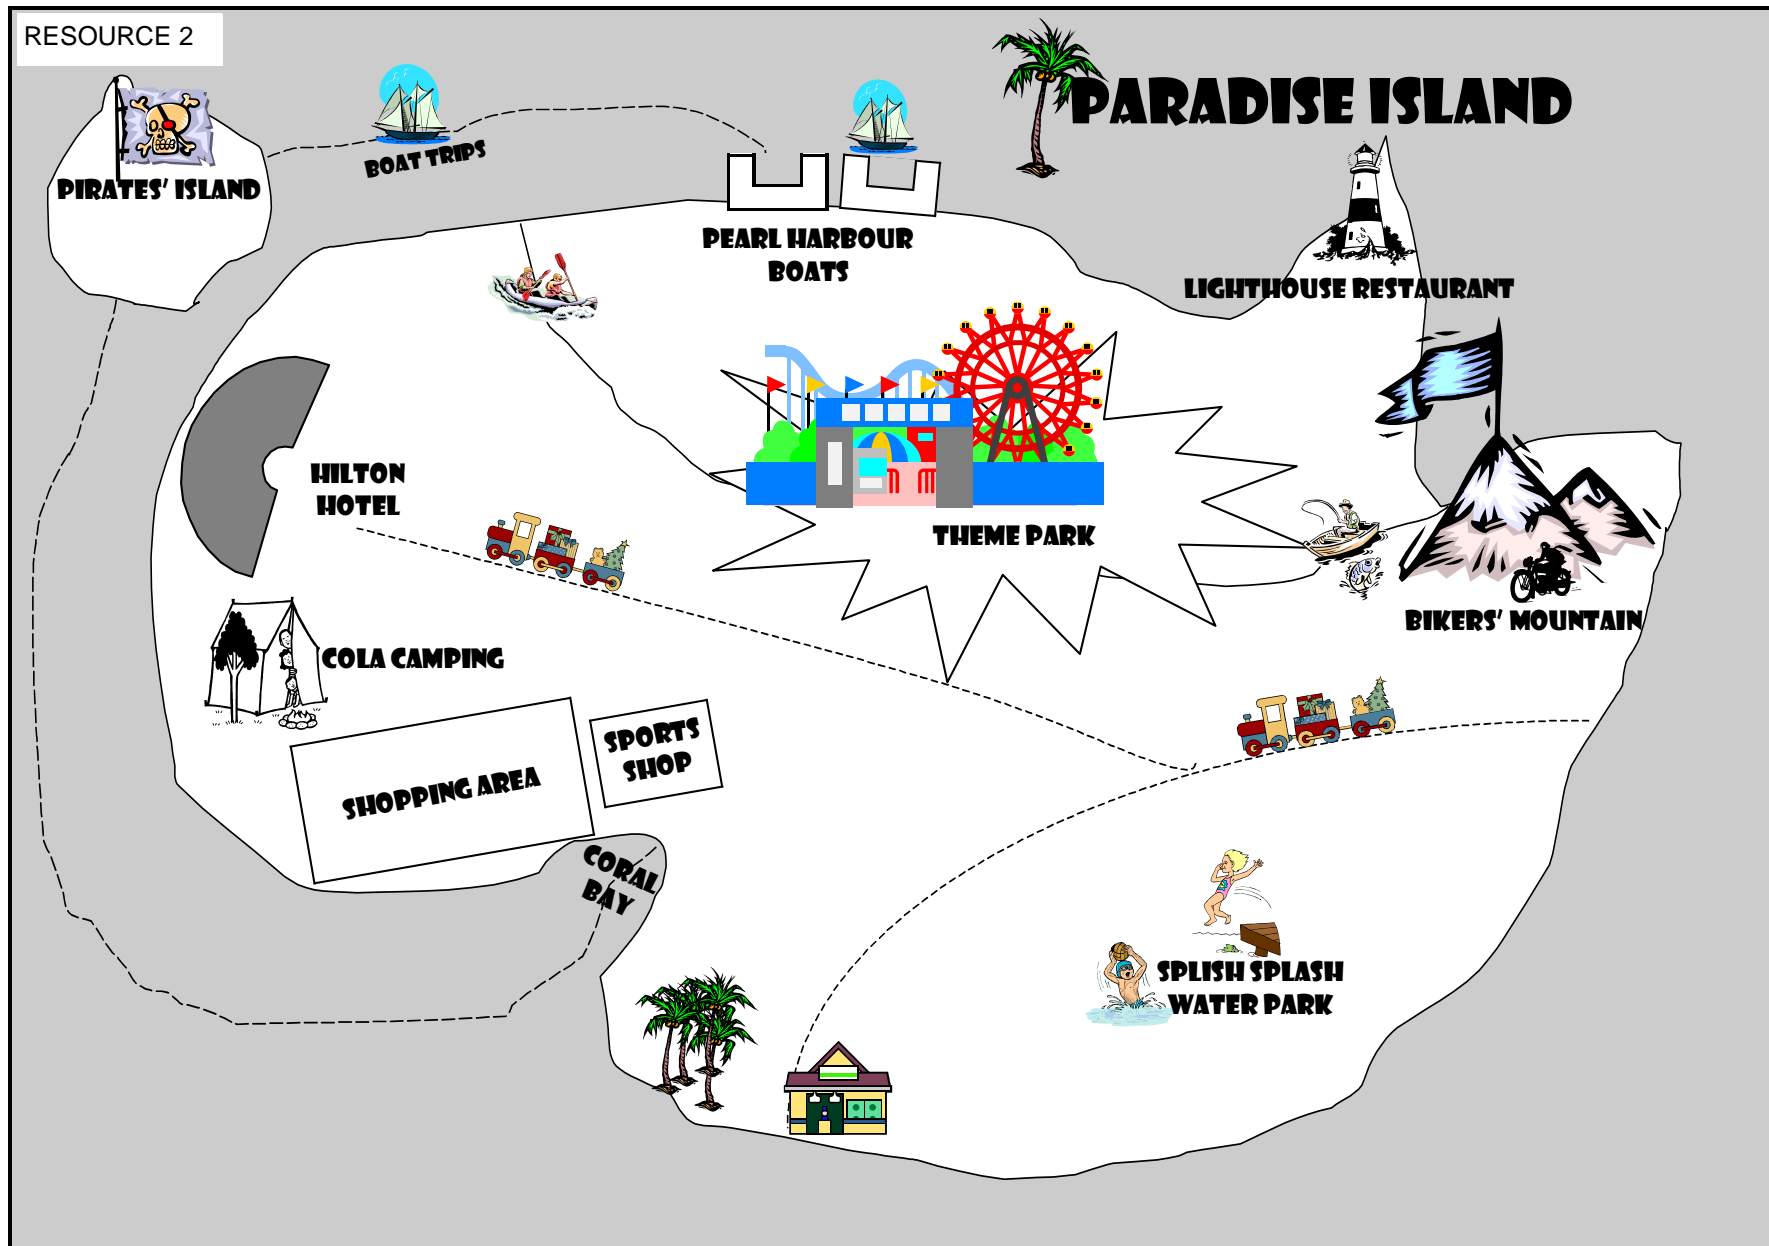 RESOURCE 2
PARADISE ISLAND
PIRATES' ISLAND
BOAT TRIPS
PEARL HARBOUR
BOATS
LIGHTHOUSE RESTAURANT
HILTON
HOTEL
THEME PARK
BIKERS' MOUNTAIN
COLA CAMPING
SPORTS
SHOP
SHOPPING AREA
CORAL
BAY
SPLISH SPLASH
WATER PARK